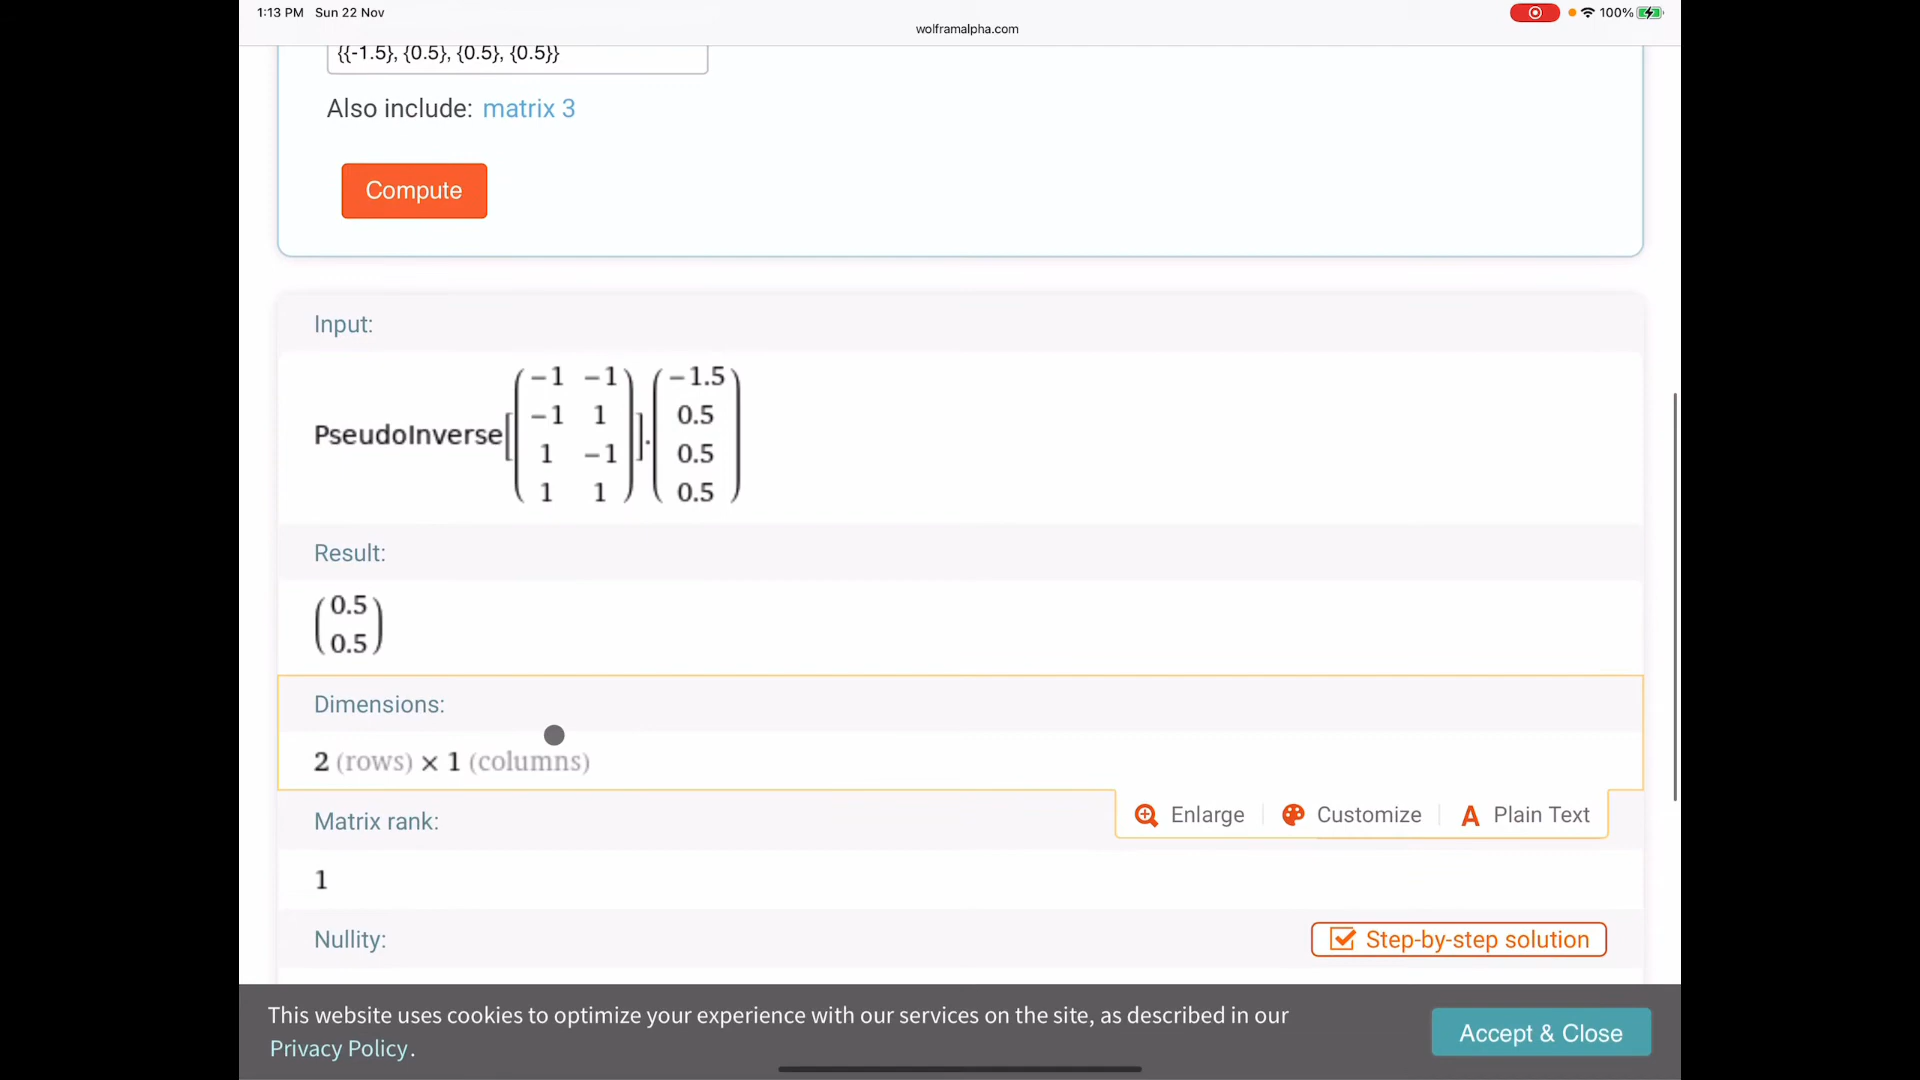 1:13 PM Sun 22 Nov
100%
wolframalpha.com
{{-1.5}, {0.5}, {0.5}, {0.5}}
Also include: matrix 3
Compute
Input:
PseudoInverse[(−1 −1
−1 1
1 −1
1 1)].(−1.5
0.5
0.5
0.5)
Result:
(0.5
0.5)
Dimensions:
2 (rows) × 1 (columns)
Enlarge Customize A Plain Text
Matrix rank:
1
Nullity:
Step-by-step solution
This website uses cookies to optimize your experience with our services on the site, as described in our
Privacy Policy.
Accept & Close